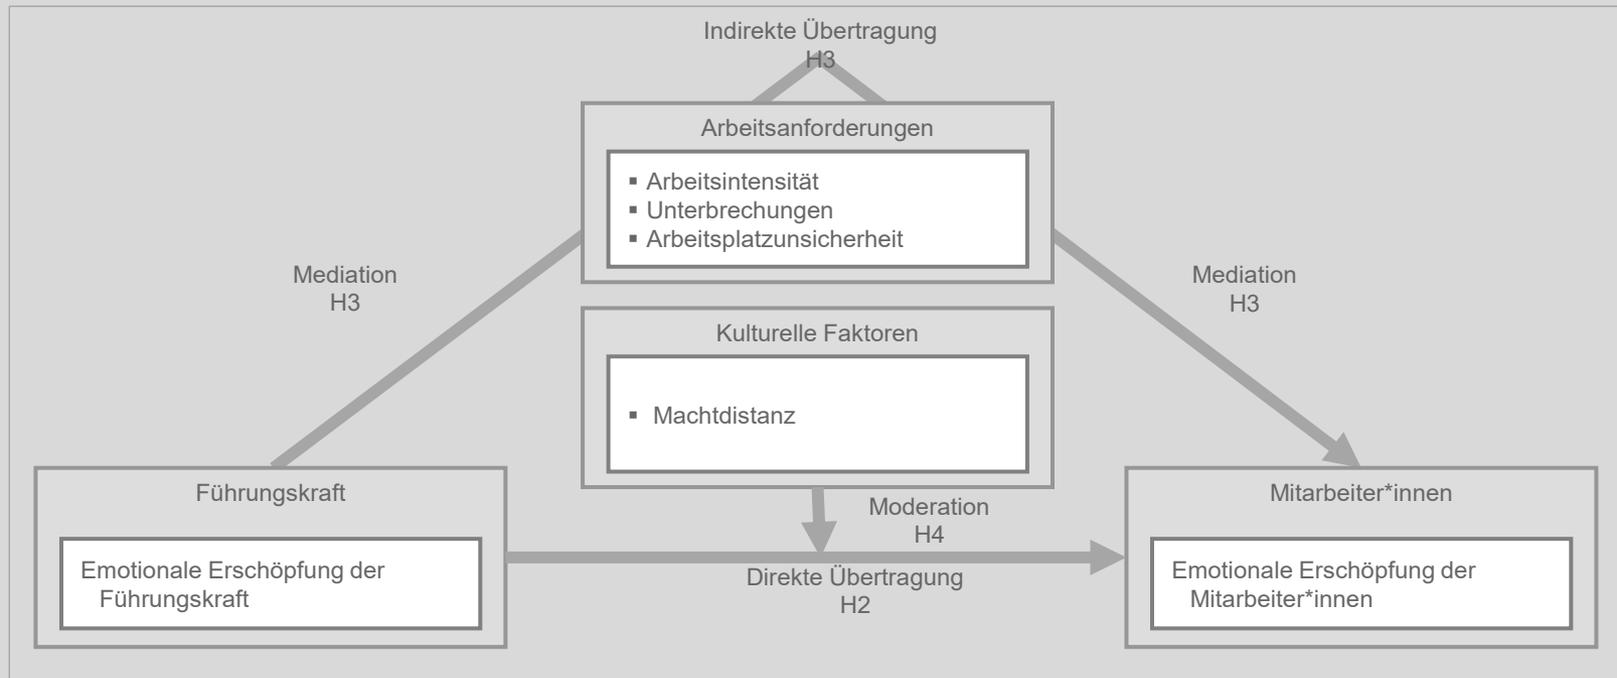 Indirekte Übertragung
H3
Arbeitsanforderungen
▪ Arbeitsintensität
▪ Unterbrechungen
▪ Arbeitsplatzunsicherheit
Mediation
H3
Mediation
H3
Kulturelle Faktoren
▪ Machtdistanz
Führungskraft
Emotionale Erschöpfung der
Führungskraft
Moderation
H4
Direkte Übertragung
H2
Mitarbeiter*innen
Emotionale Erschöpfung der
Mitarbeiter*innen